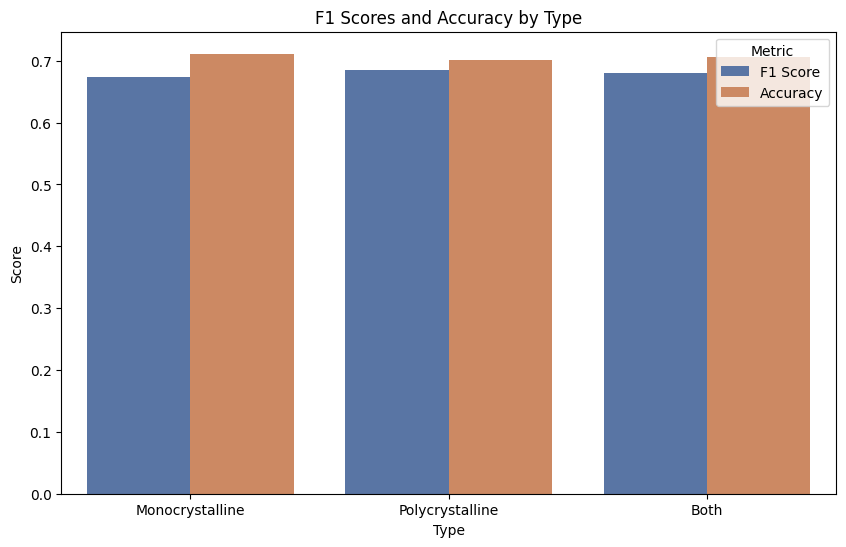 F1 Scores and Accuracy by Type
Metric
F1 Score
Accuracy
0.7
0.6
0.5
0.4
0.3
0.2
0.1
0.0
Score
Monocrystalline
Polycrystalline
Both
Type